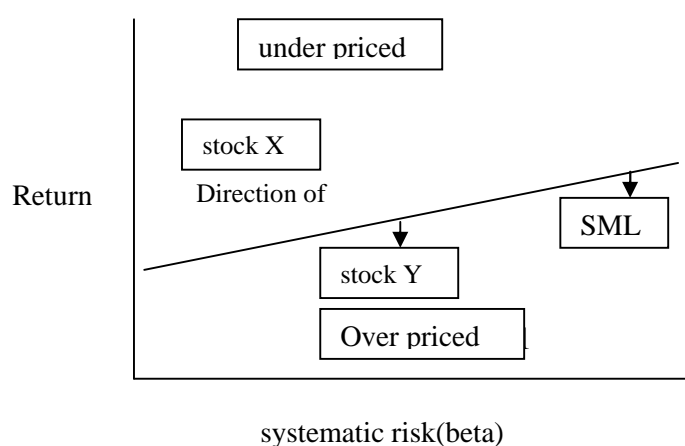 under priced
stock X
Direction of
Return
SML
stock Y
Over priced
systematic risk(beta)